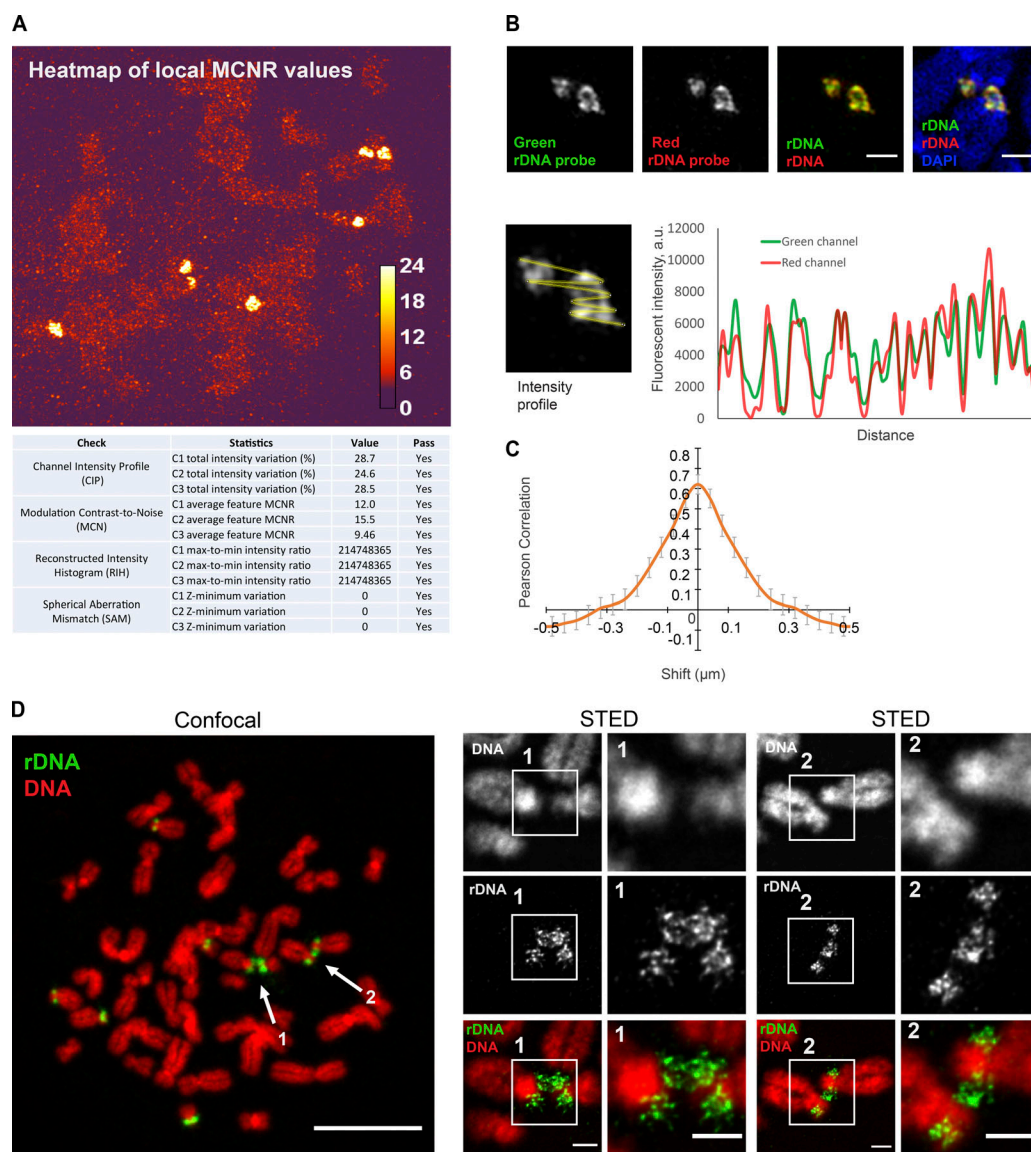 A
Heatmap of local MCNR values
24
18
12
6
0
Check Statistics Value Pass
Channel Intensity Profile (CIP)
C1 total intensity variation (%) 28.7 Yes
C2 total intensity variation (%) 24.6 Yes
C3 total intensity variation (%) 28.5 Yes
Modulation Contrast-to-Noise (MCN)
C1 average feature MCNR 12.0 Yes
C2 average feature MCNR 15.5 Yes
C3 average feature MCNR 9.46 Yes
Reconstructed Intensity Histogram (RIH)
C1 max-to-min intensity ratio 214748365 Yes
C2 max-to-min intensity ratio 214748365 Yes
C3 max-to-min intensity ratio 214748365 Yes
Spherical Aberration Mismatch (SAM)
C1 Z-minimum variation 0 Yes
C2 Z-minimum variation 0 Yes
C3 Z-minimum variation 0 Yes
B
Green
rDNA probe
Red
rDNA probe
rDNA
rDNA
rDNA
rDNA
DAPI
Intensity
profile
Fluorescent intensity, a.u.
12000
10000
8000
6000
4000
2000
0
Green channel
Red channel
Distance
C
Pearson Correlation
0.8
0.7
0.6
0.5
0.4
0.3
0.2
0.1
0
-0.1
-0.5 -0.3 -0.1 0.1 0.3 0.5
Shift (µm)
D
Confocal
rDNA
DNA
1
2
STED
STED
DNA
1
1
DNA
2
2
rDNA
1
1
rDNA
2
2
rDNA
DNA
1
1
rDNA
DNA
2
2